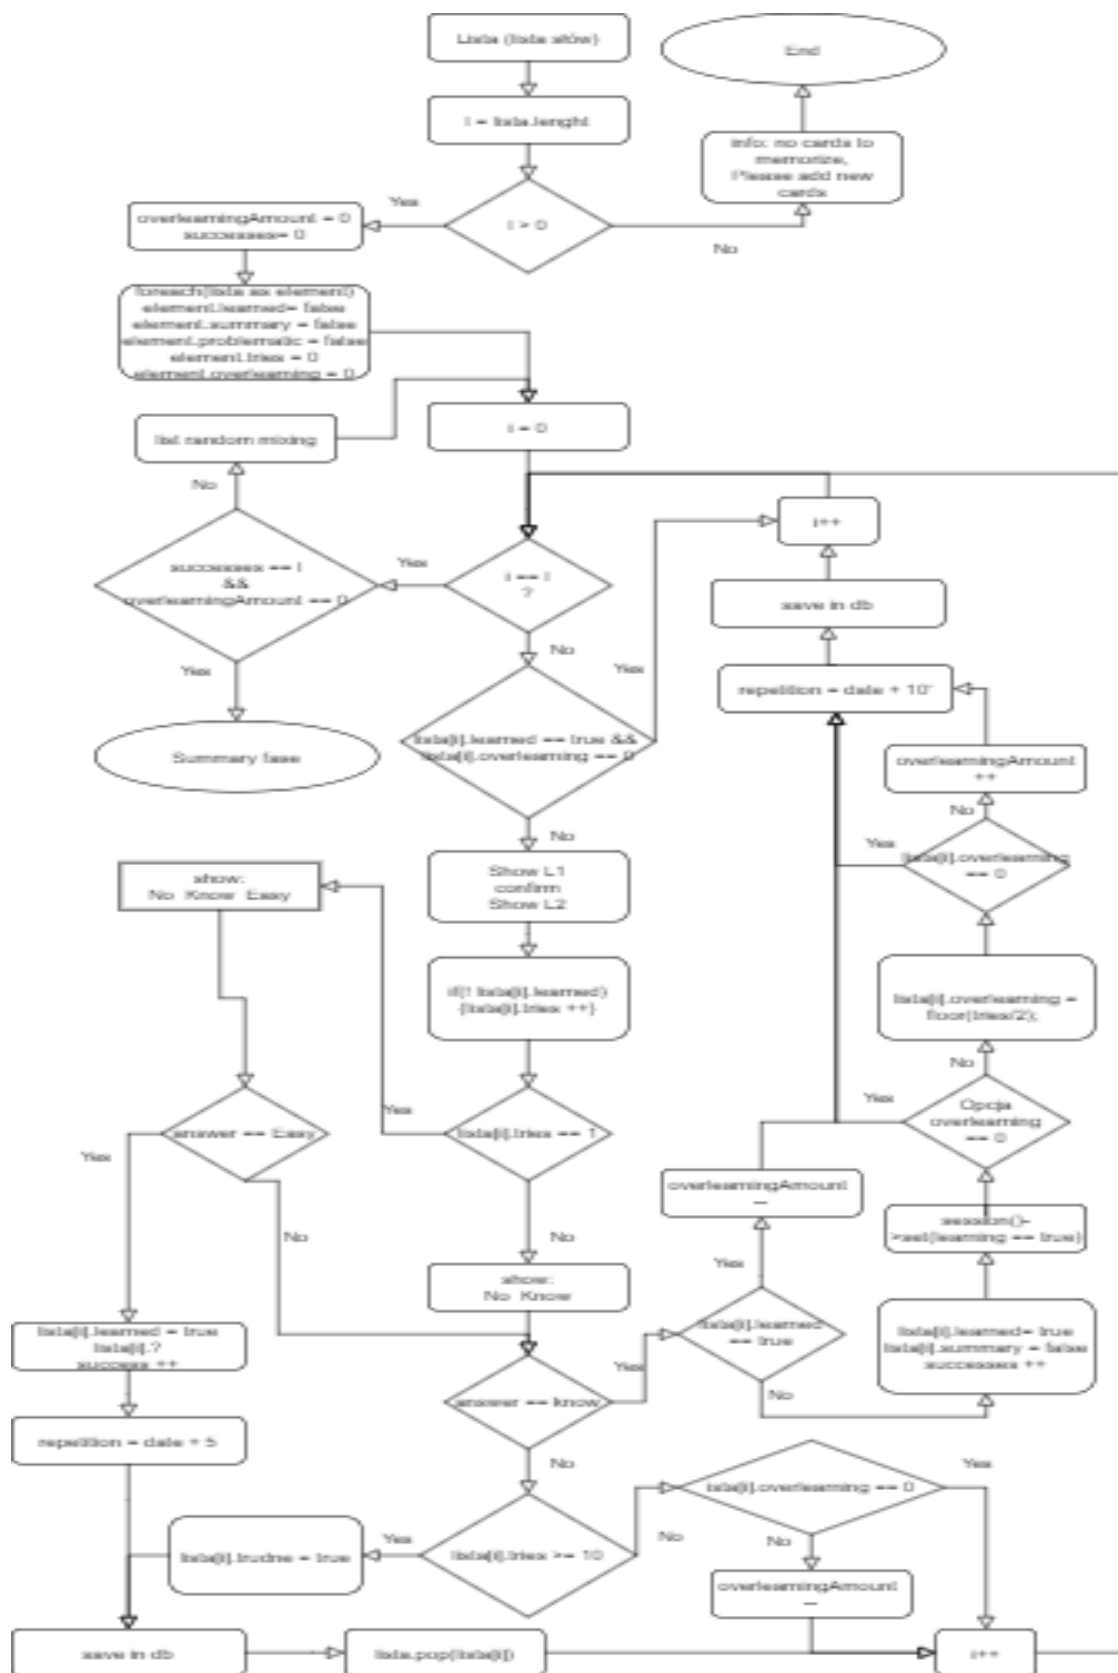 Lista (lista słów)
End
l = lista.lenght
info: no cards to
memorize,
Please add new
cards
Yes
l > 0
No
overlearningAmount = 0
successes= 0
foreach(lista as element)
element.learned= false
element.summary = false
element.problematic = false
element.tries = 0
element.overlearning = 0
i = 0
list random mixing
No
i++
successes == l
&&
overlearningAmount == 0
Yes
i == l
?
save in db
No
Yes
Yes
repetition = date + 10'
lista[i].learned == true &&
lista[i].overlearning == 0
Summary fase
overlearningAmount
++
No
No
Yes
lista[i].overlearning
== 0
Show L1
confirm
Show L2
show:
No Know Easy
if(! lista[i].learned)
{lista[i].tries ++}
lista[i].overlearning =
floor(tries/2);
No
Yes
Opcja
overlearning
== 0
Yes
answer == Easy
lista[i].tries == 1
Yes
overlearningAmount
--
session()-
>set(learning == true)
No
No
Yes
show:
No Know
lista[i].learned
== true
lista[i].learned= true
lista[i].summary = false
successes ++
lista[i].learned = true
lista[i].?
success ++
Yes
No
answer == know
repetition = date + 5
No
Yes
lista[i].overlearning == 0
No
No
Yes
lista[i].trudne = true
lista[i].tries >= 10
overlearningAmount
--
save in db
lista.pop(lista[i])
i++